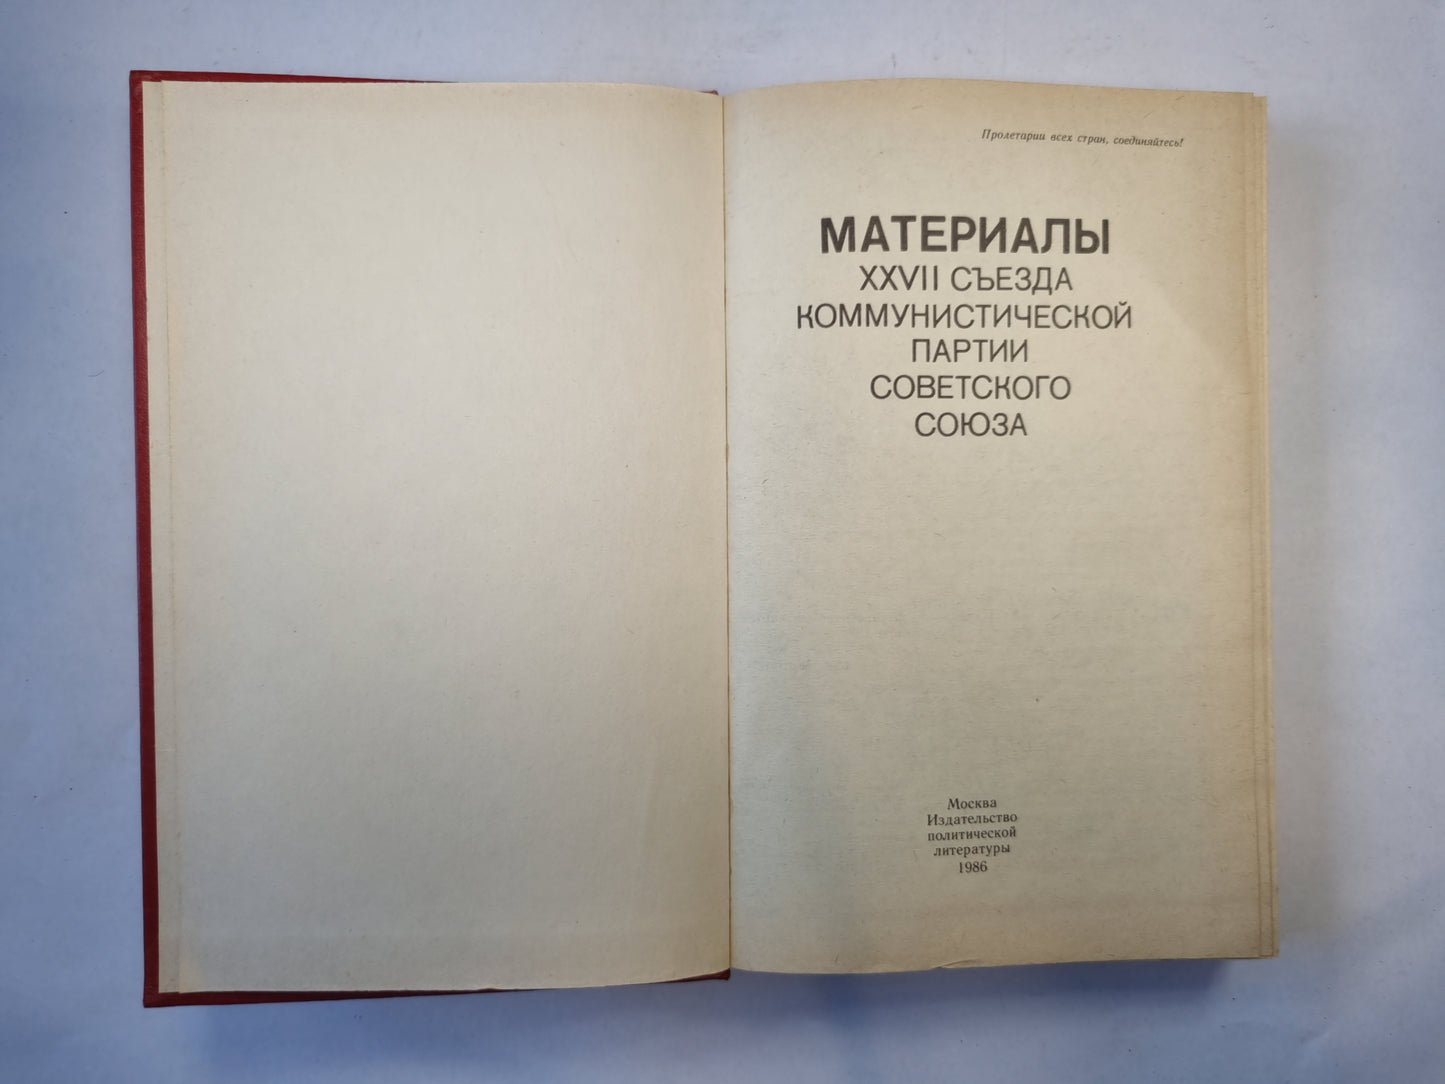 Пролетарии всех стран, соединяйтесь!
МАТЕРИАЛЫ
XXVII СЪЕЗДА
КОММУНИСТИЧЕСКОЙ
ПАРТИИ
СОВЕТСКОГО
СОЮЗА
Москва
Издательство
политической
литературы
1986